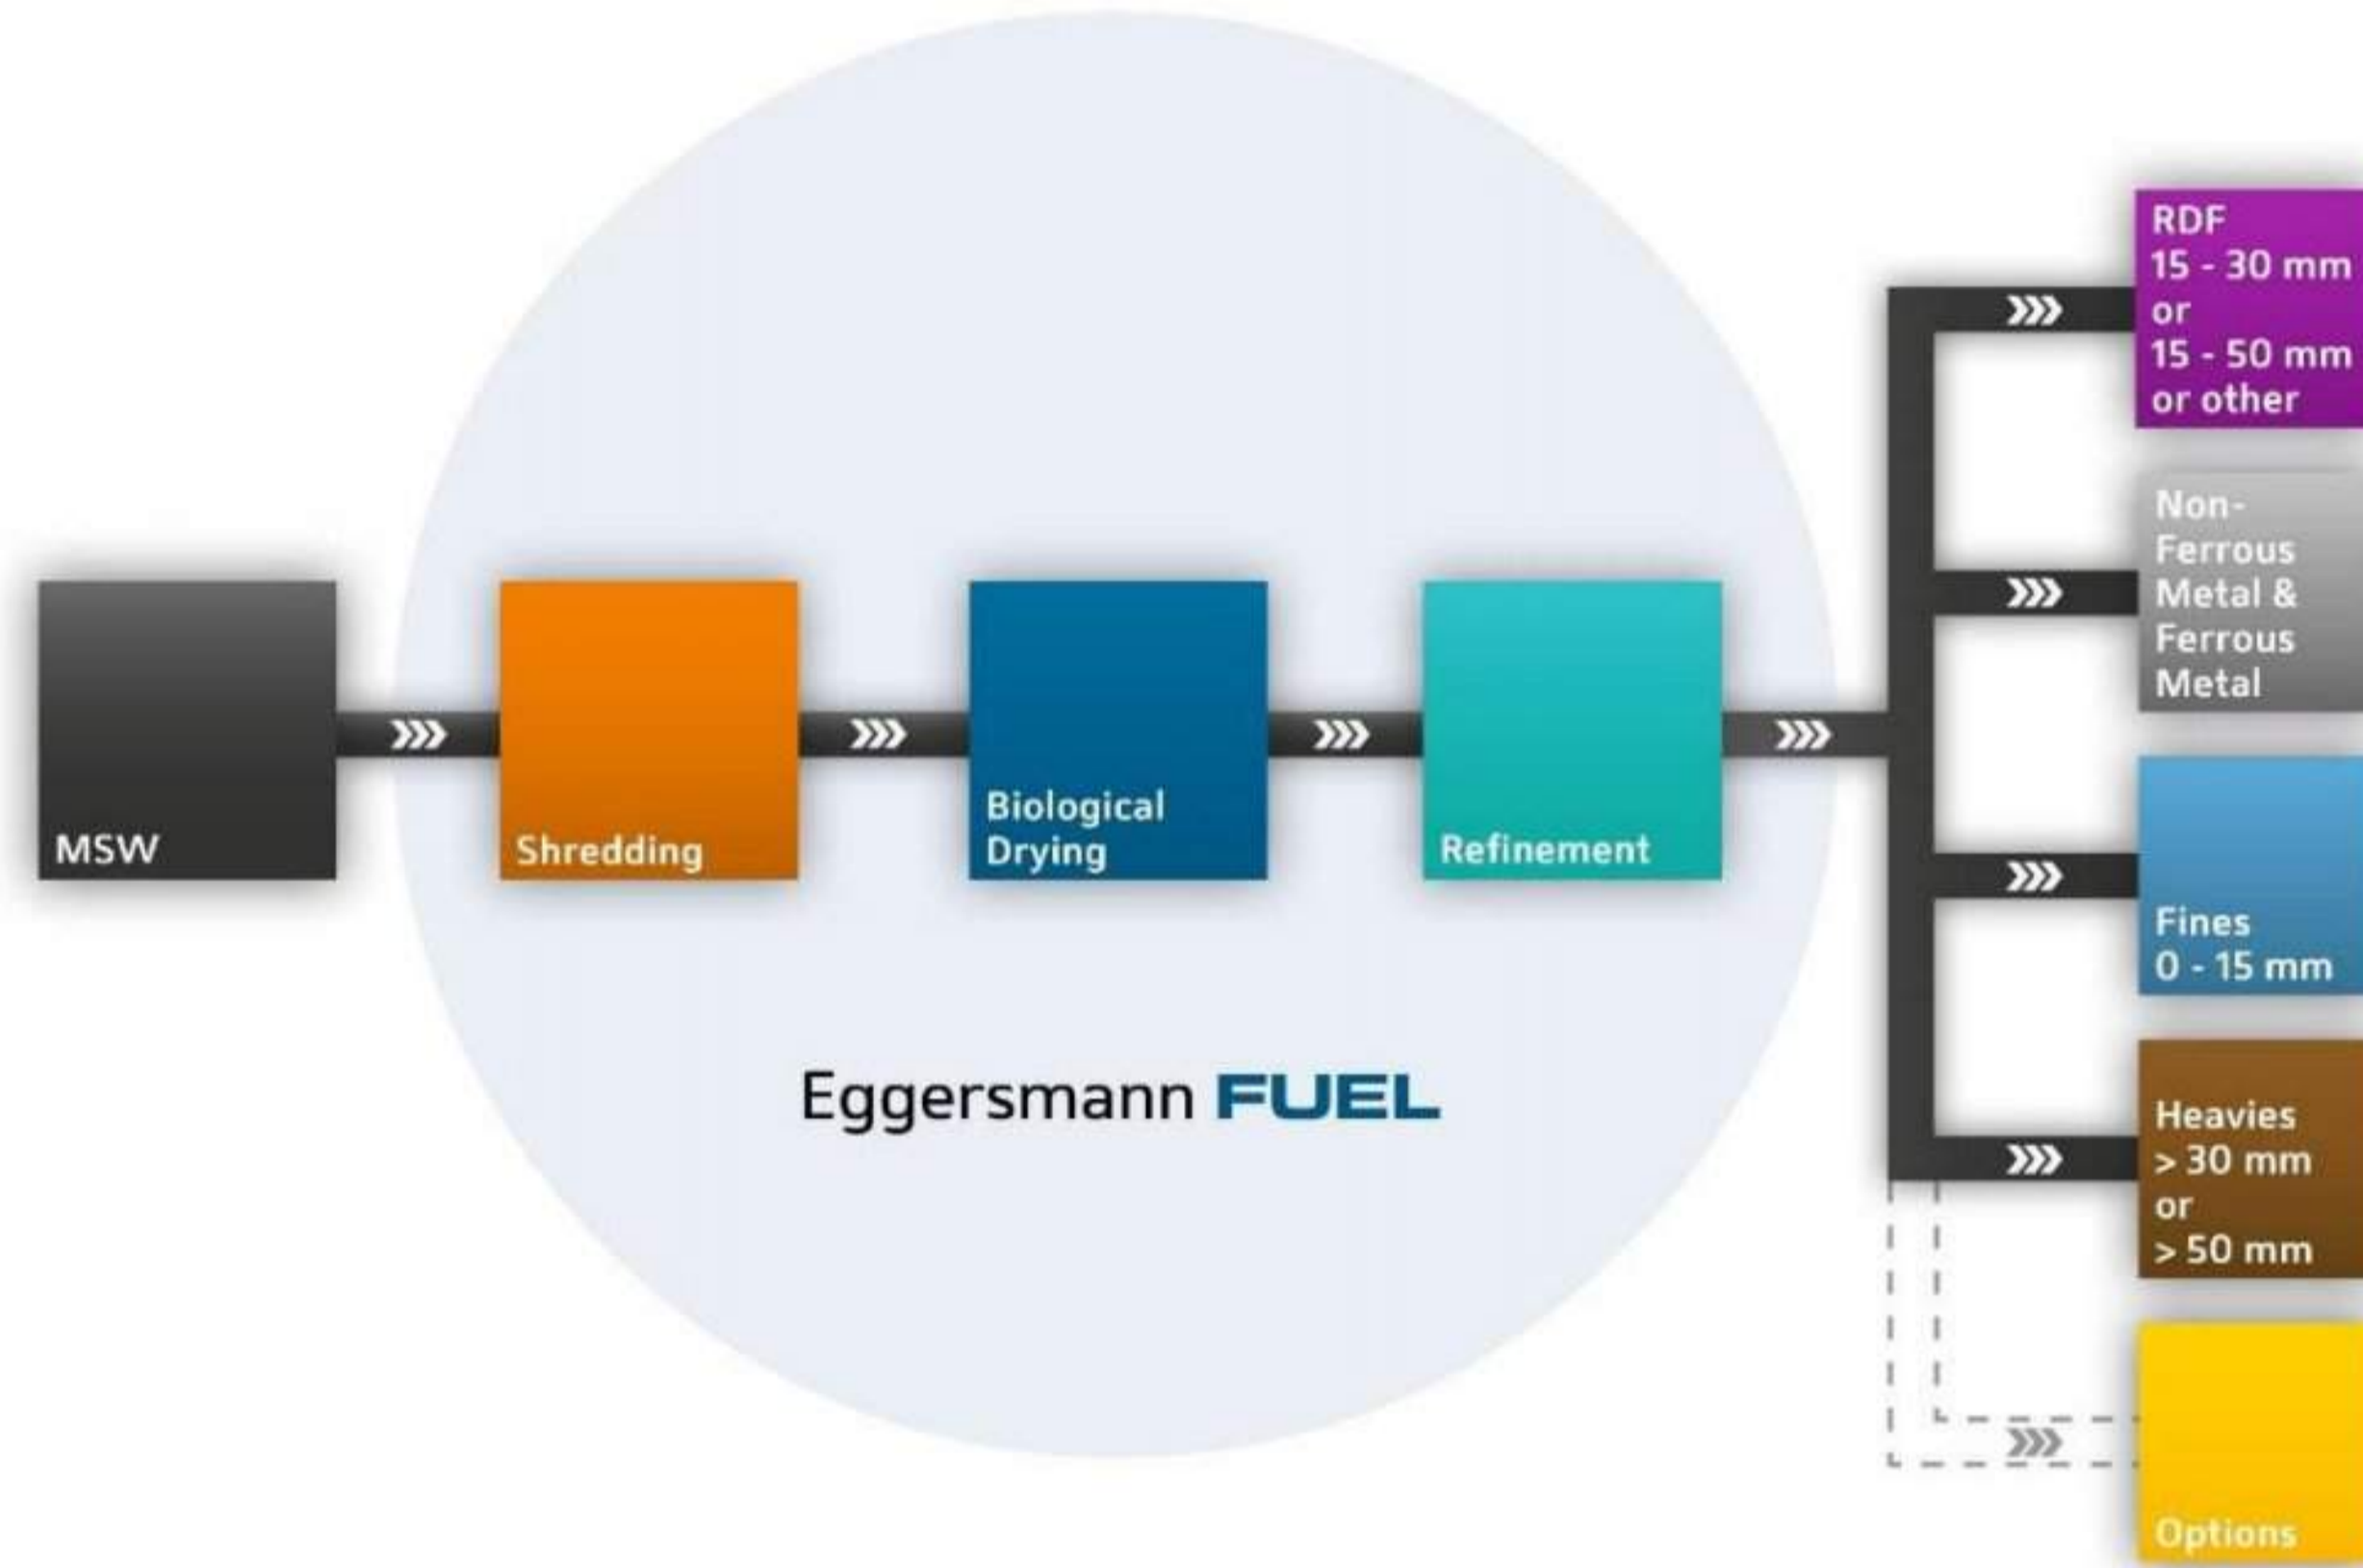 MSW
Shredding
Biological
Drying
Refinement
Eggersmann FUEL
RDF
15 - 30 mm
or
15 - 50 mm
or other
Non-
Ferrous
Metal &
Ferrous
Metal
Fines
0 - 15 mm
Heavies
> 30 mm
or
> 50 mm
Options